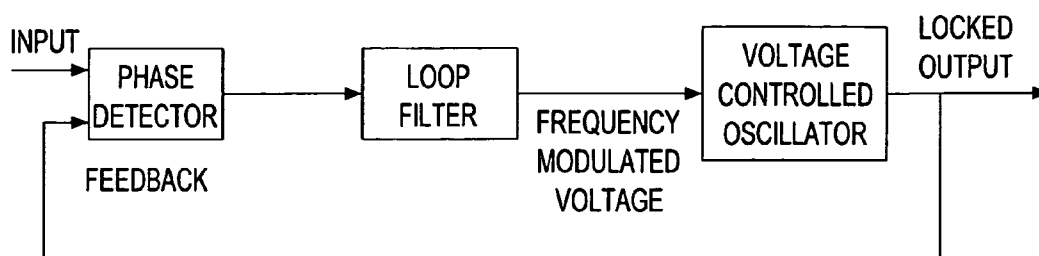 INPUT
PHASE
DETECTOR
FEEDBACK
LOOP
FILTER
FREQUENCY
MODULATED
VOLTAGE
VOLTAGE
CONTROLLED
OSCILLATOR
LOCKED
OUTPUT